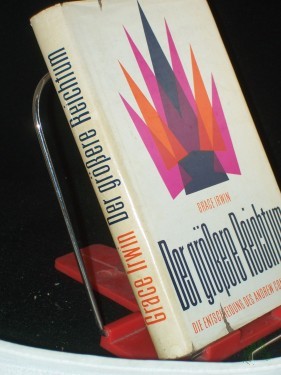 Grace Irwin Der größere Reichtum
GRACE IRWIN
Der größere Reichtum
DIE ENTSCHEIDUNG DES ANDREW